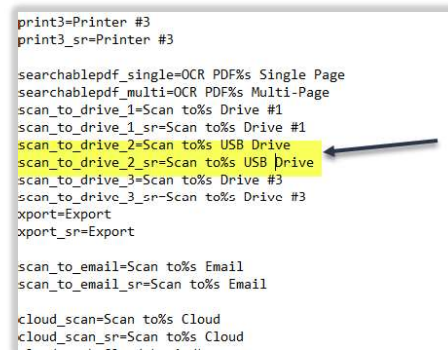 print3=Printer #3
print3_sr=Printer #3
searchablepdf_single=OCR PDF%s Single Page
searchablepdf_multi=OCR PDF%s Multi-Page
scan_to_drive_1=Scan to%s Drive #1
scan_to_drive_1_sr=Scan to%s Drive #1
scan_to_drive_2=Scan to%s USB Drive
scan_to_drive_2_sr=Scan to%s USB Drive
scan_to_drive_3=Scan to%s Drive #3
scan_to_drive_3_sr=Scan to%s Drive #3
xport=Export
xport_sr=Export
scan_to_email=Scan to%s Email
scan_to_email_sr=Scan to%s Email
cloud_scan=Scan to%s Cloud
cloud_scan_sr=Scan to%s Cloud